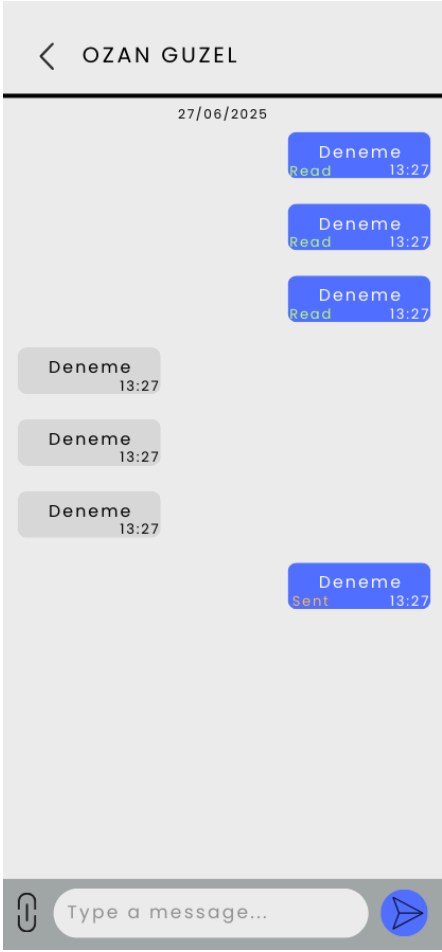 OZAN GUZEL
27/06/2025
Deneme
Read 13:27
Deneme
Read 13:27
Deneme
Read 13:27
Deneme
13:27
Deneme
13:27
Deneme
13:27
Deneme
Sent 13:27
Type a message...